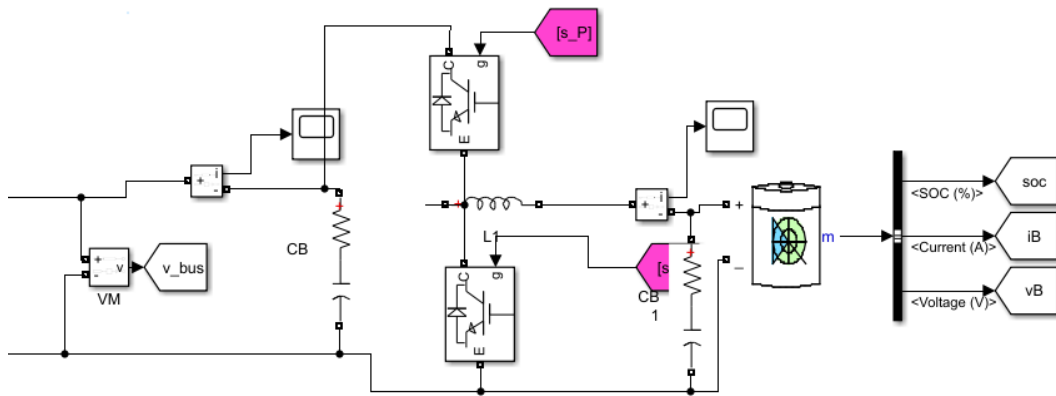 [s_P]
C
g
E
+
i
-
+
+
i
-
+
soc
<SOC (%)>
m
iB
<Current (A)>
vB
<Voltage (V)>
+
-
v
VM
v_bus
CB
+
L1
C
g
E
[s
CB
1
+
_